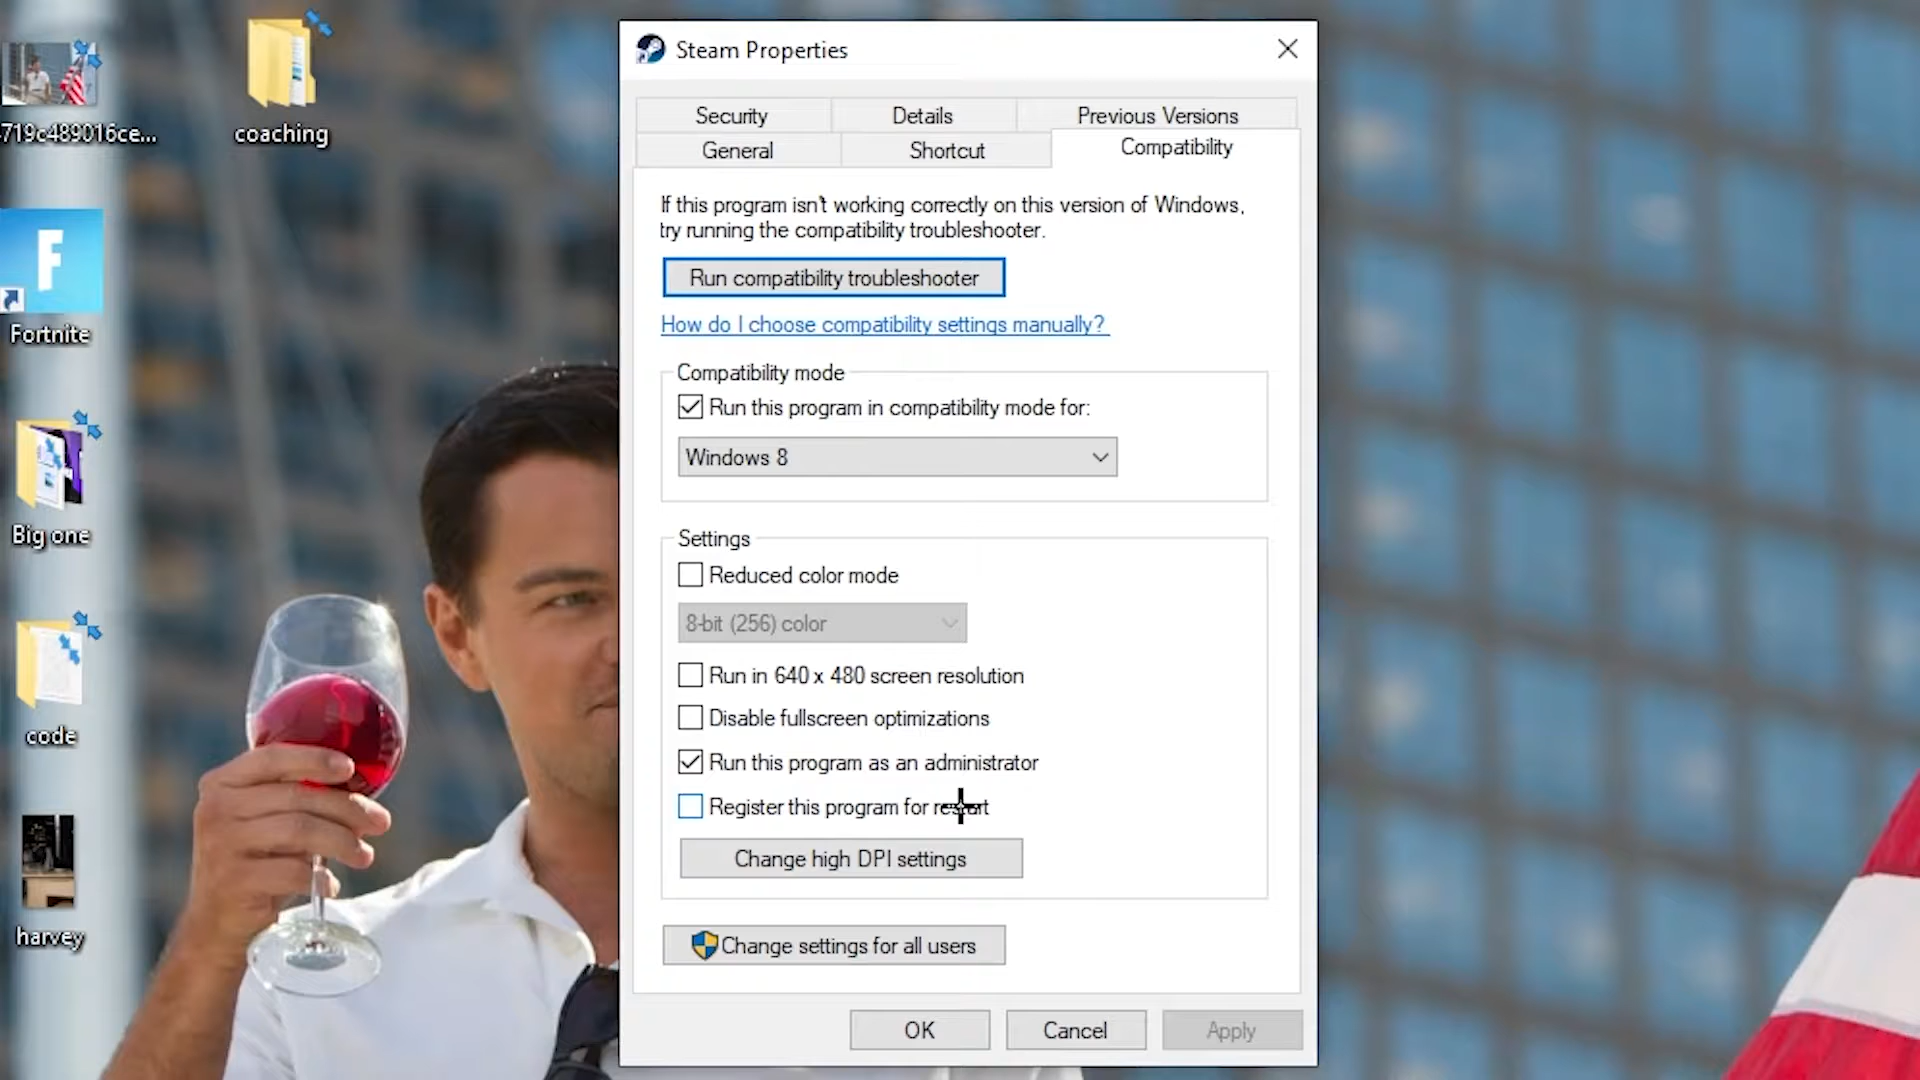 719c489016ce...
coaching
Fortnite
Big one
code
harvey
Steam Properties
Security
Details
Previous Versions
General
Shortcut
Compatibility
If this program isn't working correctly on this version of Windows,
try running the compatibility troubleshooter.
Run compatibility troubleshooter
How do I choose compatibility settings manually?
Compatibility mode
Run this program in compatibility mode for:
Windows 8
Settings
Reduced color mode
8-bit (256) color
Run in 640 x 480 screen resolution
Disable fullscreen optimizations
Run this program as an administrator
Register this program for restart
Change high DPI settings
Change settings for all users
OK
Cancel
Apply